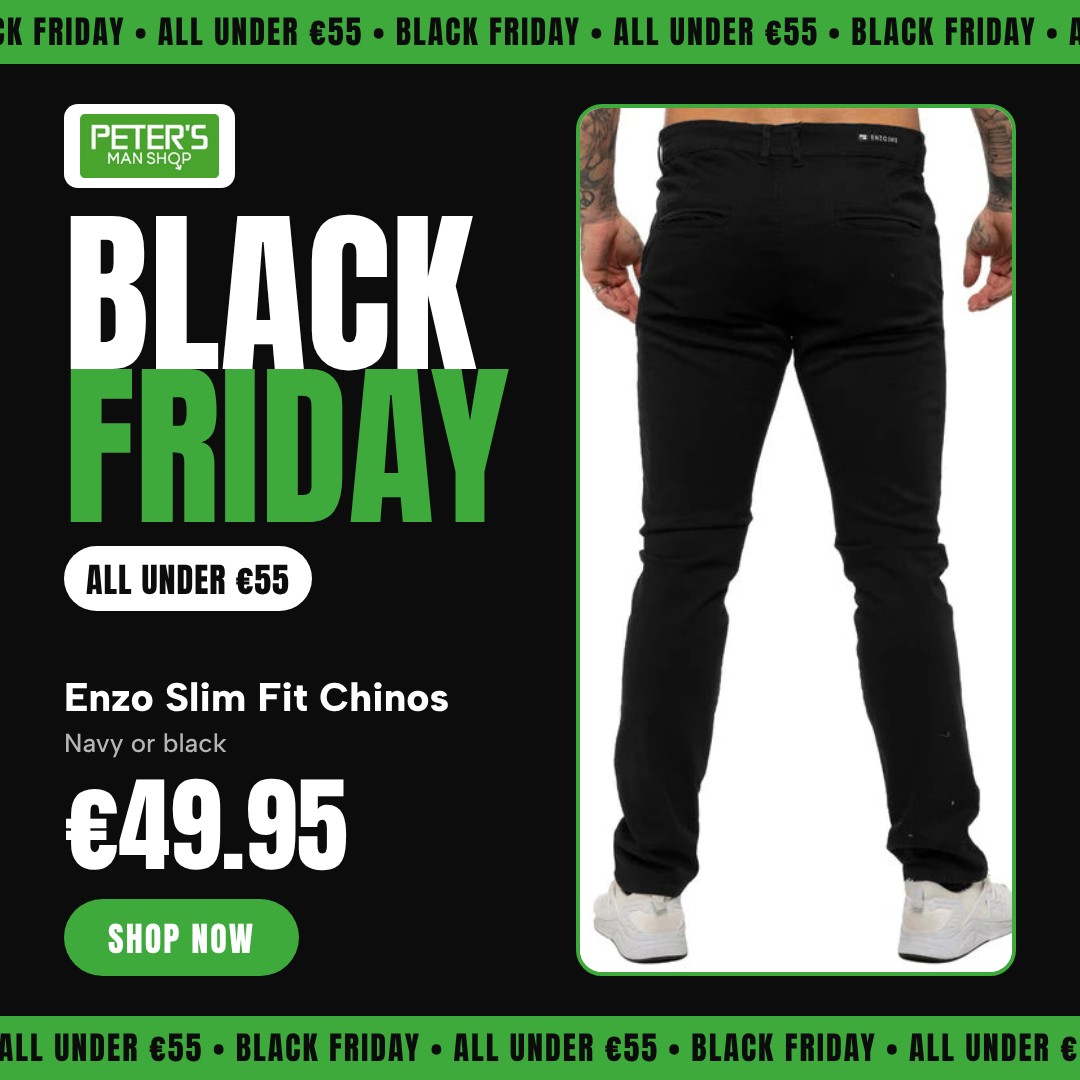 CK FRIDAY • ALL UNDER €55 • BLACK FRIDAY • ALL UNDER €55 • BLACK FRIDAY •
PETER'S
MAN SHOP
BLACK
FRIDAY
ALL UNDER €55
Enzo Slim Fit Chinos
Navy or black
€49.95
SHOP NOW
ALL UNDER €55 • BLACK FRIDAY • ALL UNDER €55 • BLACK FRIDAY • ALL UNDER €